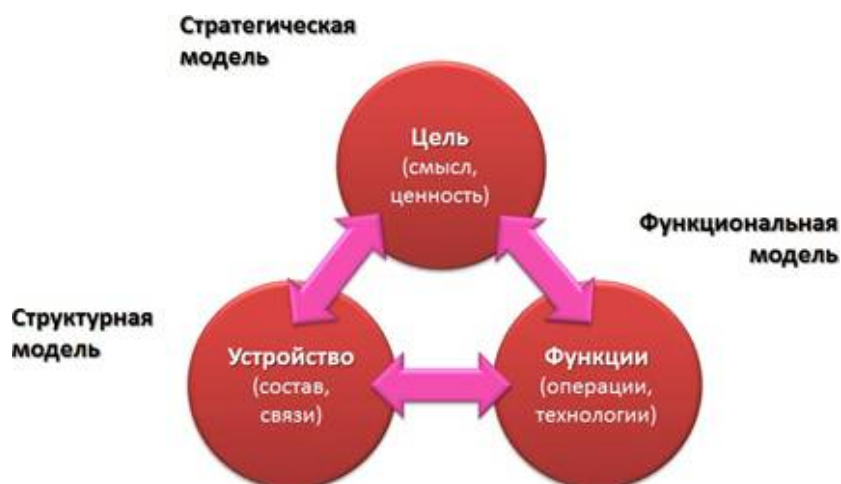 Стратегическая
модель
Цель
(смысл,
ценность)
Функциональная
модель
Структурная
модель
Устройство
(состав,
связи)
Функции
(операции,
технологии)